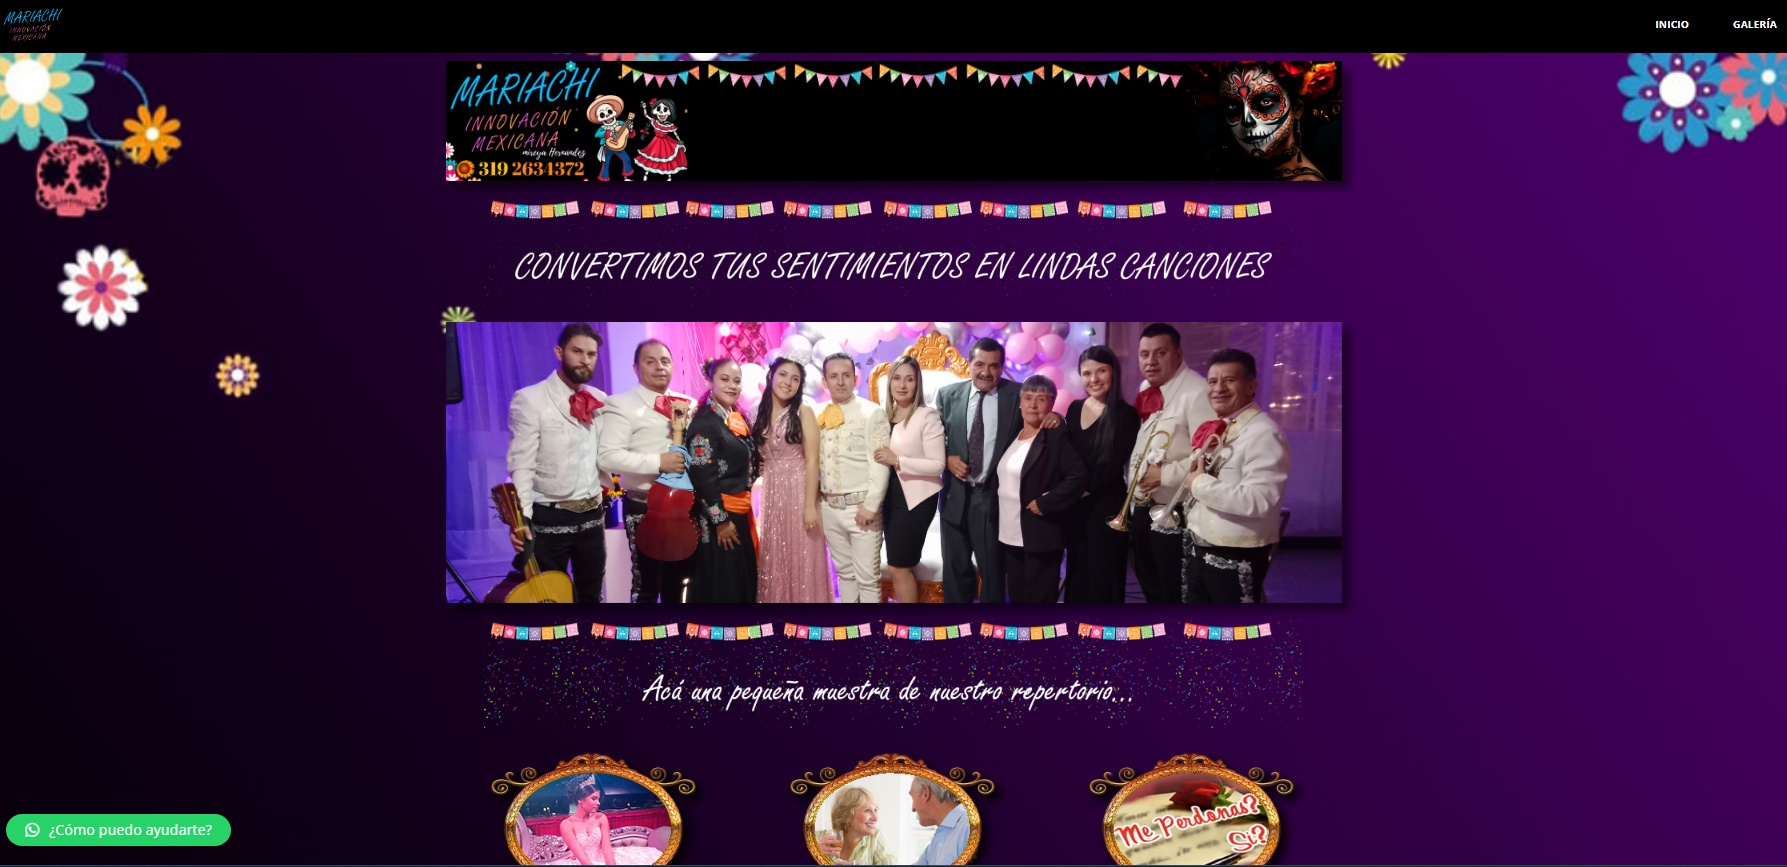 MARIACHI
INNOVACIÓN
MEXICANA
INICIO
GALERÍA
MARIACHI
INNOVACIÓN
MEXICANA
mireya Hernandez
319 2634372
CONVERTIMOS TUS SENTIMIENTOS EN LINDAS CANCIONES
Acá una pequeña muestra de nuestro repertorio...
Me Perdonas?
Si?
¿Cómo puedo ayudarte?